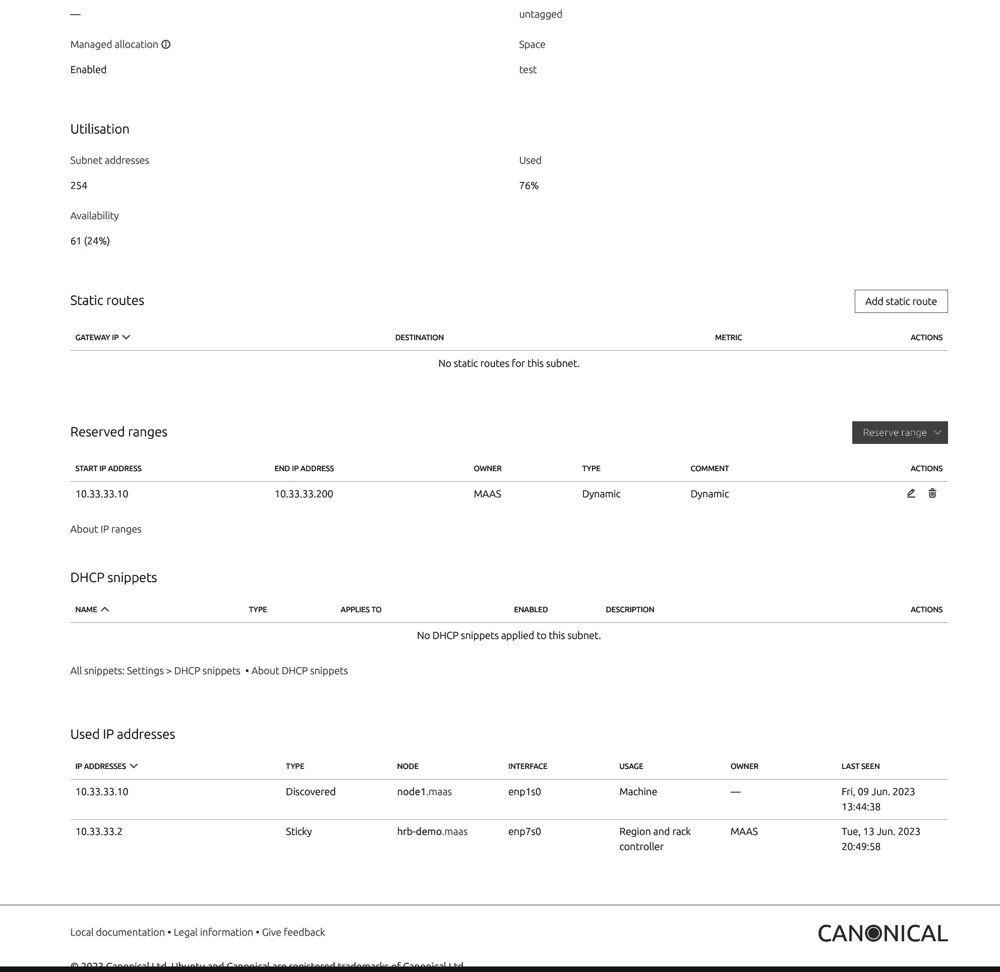 —
untagged
Managed allocation
Space
Enabled
test
Utilisation
Subnet addresses
Used
254
76%
Availability
61 (24%)
Static routes
Add static route
GATEWAY IP DESTINATION METRIC ACTIONS
No static routes for this subnet.
Reserved ranges
Reserve range
START IP ADDRESS END IP ADDRESS OWNER TYPE COMMENT ACTIONS
10.33.33.10 10.33.33.200 MAAS Dynamic Dynamic
About IP ranges
DHCP snippets
NAME TYPE APPLIES TO ENABLED DESCRIPTION ACTIONS
No DHCP snippets applied to this subnet.
All snippets: Settings > DHCP snippets • About DHCP snippets
Used IP addresses
IP ADDRESSES TYPE NODE INTERFACE USAGE OWNER LAST SEEN
10.33.33.10 Discovered node1.maas enp1s0 Machine — Fri, 09 Jun. 2023
13:44:38
10.33.33.2 Sticky hrb-demo.maas enp7s0 Region and rack MAAS Tue, 13 Jun. 2023
controller 20:49:58
Local documentation • Legal information • Give feedback
CANONICAL
© 2023 Canonical Ltd. Ubuntu and Canonical are registered trademarks of Canonical Ltd.